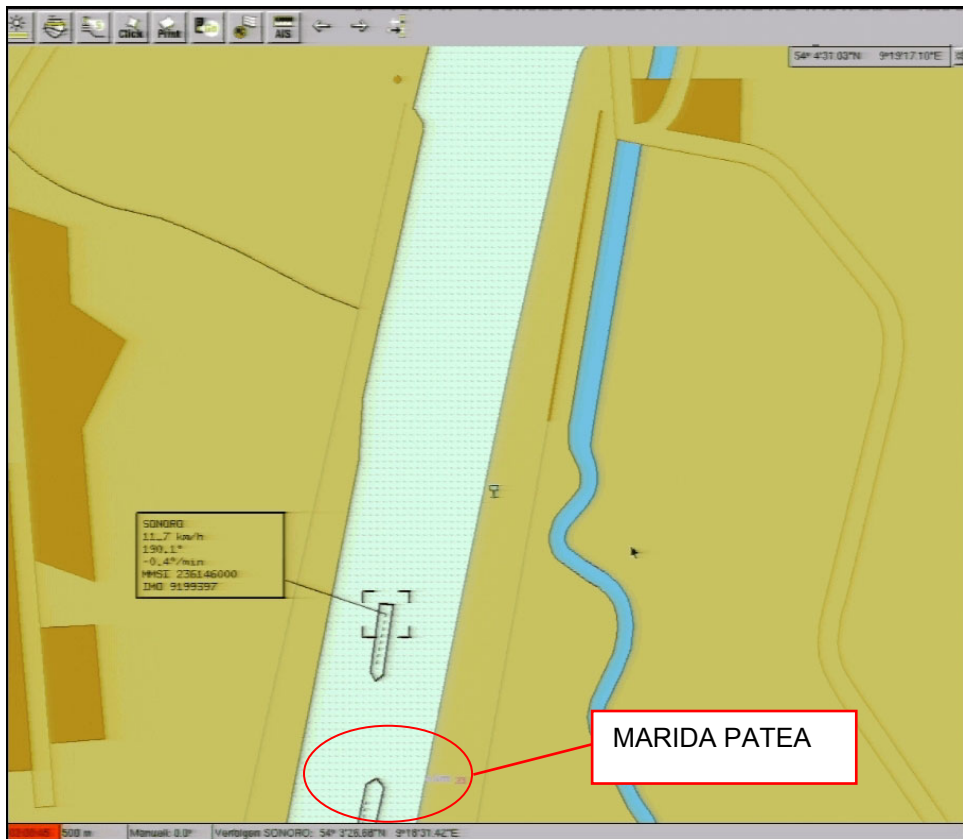 Click Print AIS
54° 4'31.03"N 9°19'17.10"E
SONORO
11.7 km/h
190.1°
-0.4°/min
MMSI 236146000
IMO 9199397
MARIDA PATEA
500 m Manuell: 0.0° Verfolgen SONORO: 54° 3'26.68"N 9°18'31.42"E